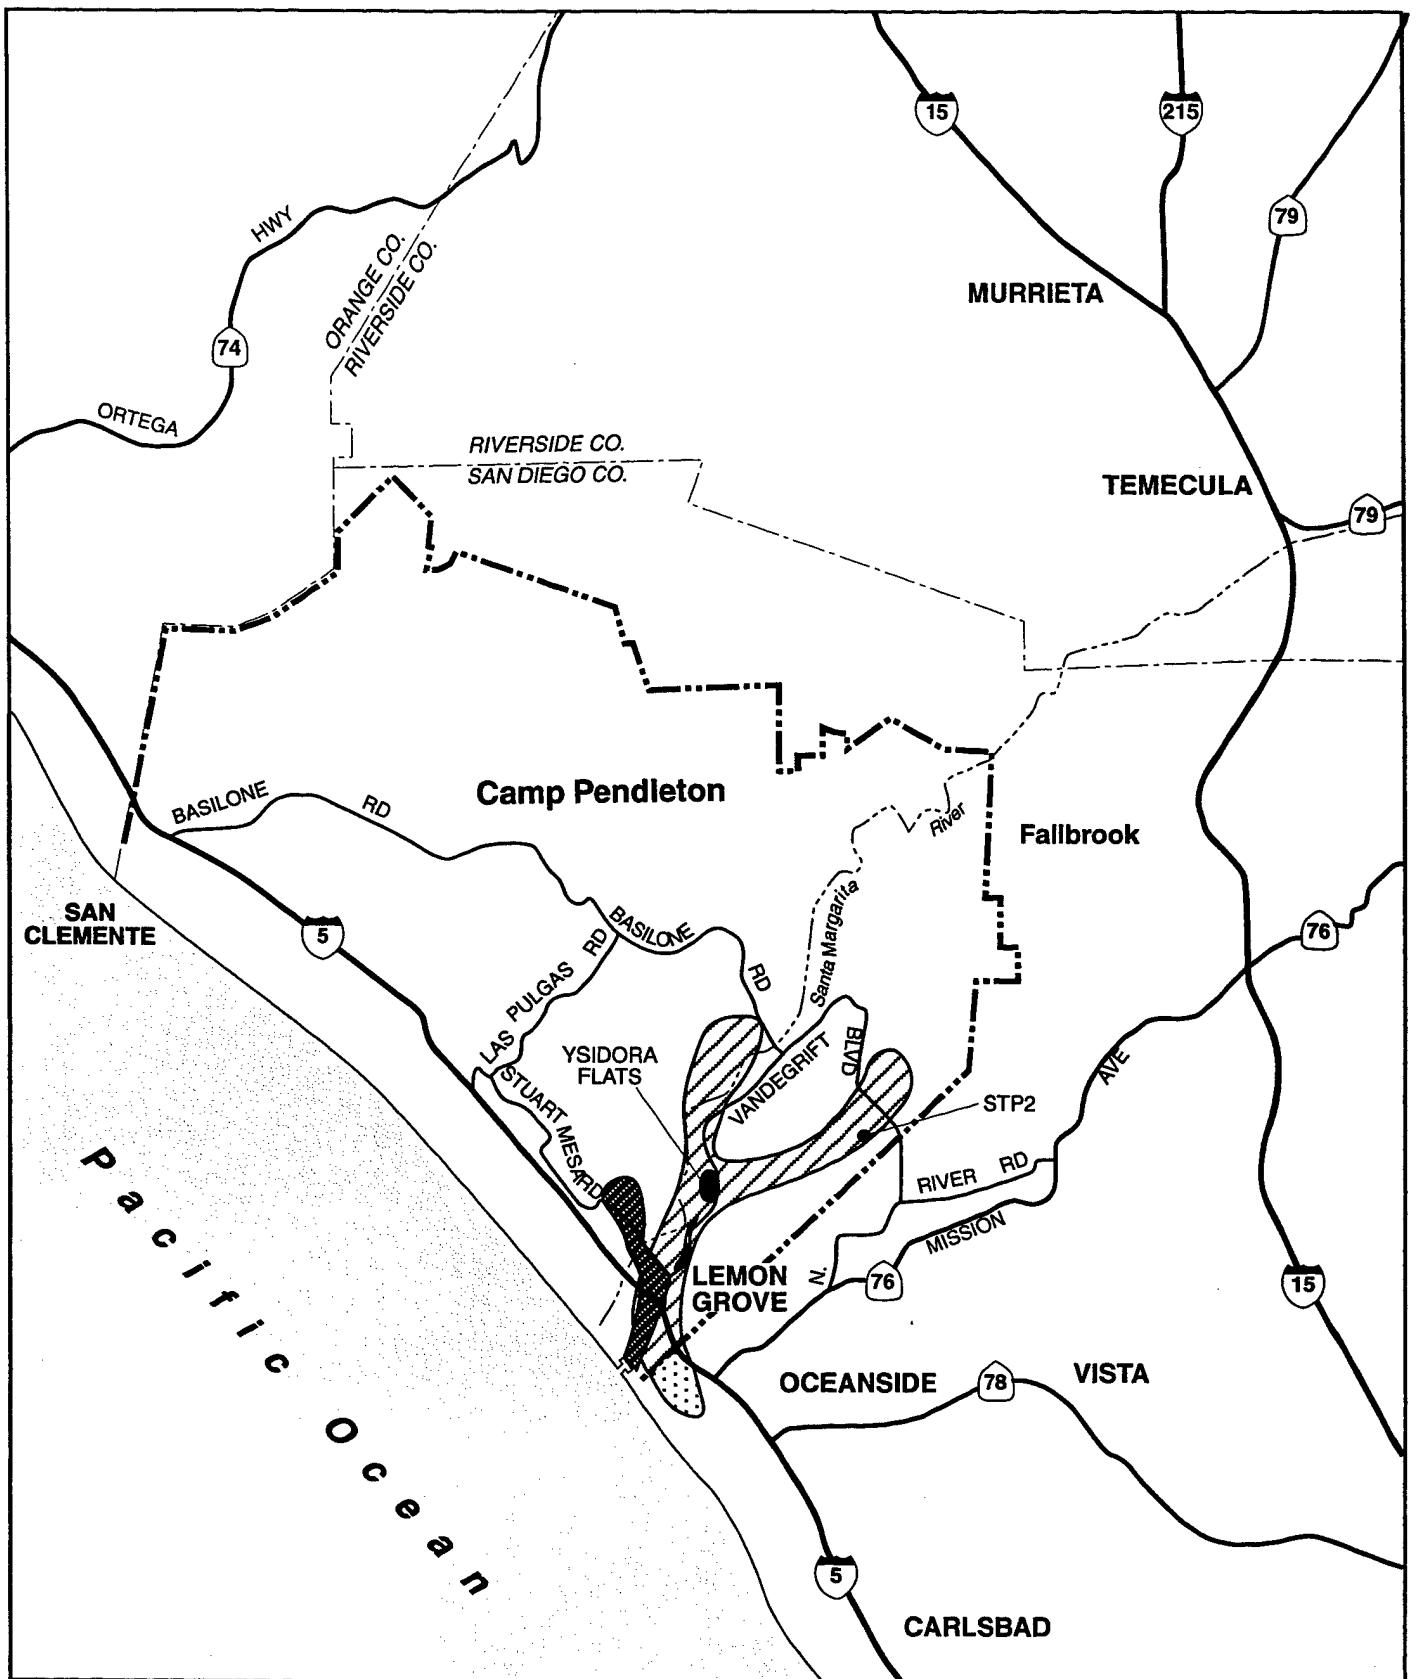 15
215
79
HWY
ORANGE CO.
RIVERSIDE CO.
MURRIETA
74
ORTEGA
RIVERSIDE CO.
SAN DIEGO CO.
TEMECULA
79
Camp Pendleton
BASILONE RD
River
Fallbrook
SAN
CLEMENTE
5
BASILONE RD
Santa Margarita
76
LAS PULGAS RD
YSIDORA
FLATS
VANDEGRIFT BLVD
STUART MESA RD
STP2
AVE
RIVER RD
MISSION
N.
76
LEMON
GROVE
15
Pacific Ocean
OCEANSIDE
78
VISTA
5
CARLSBAD